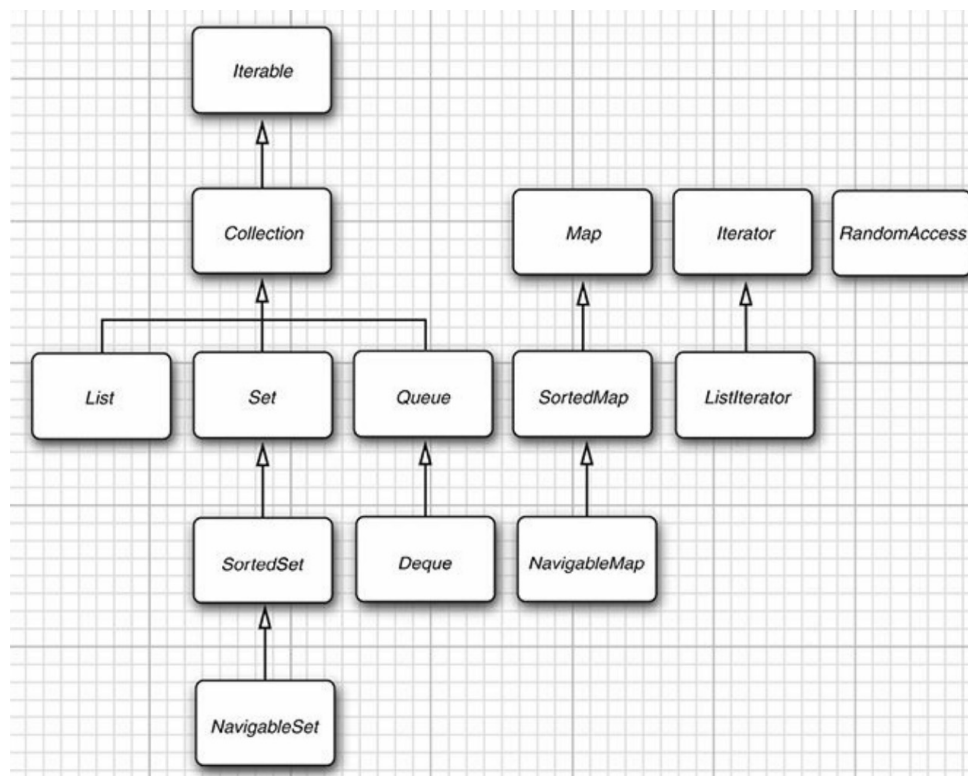 Iterable
Collection
Map
Iterator
RandomAccess
List
Set
Queue
SortedMap
ListIterator
SortedSet
Deque
NavigableMap
NavigableSet